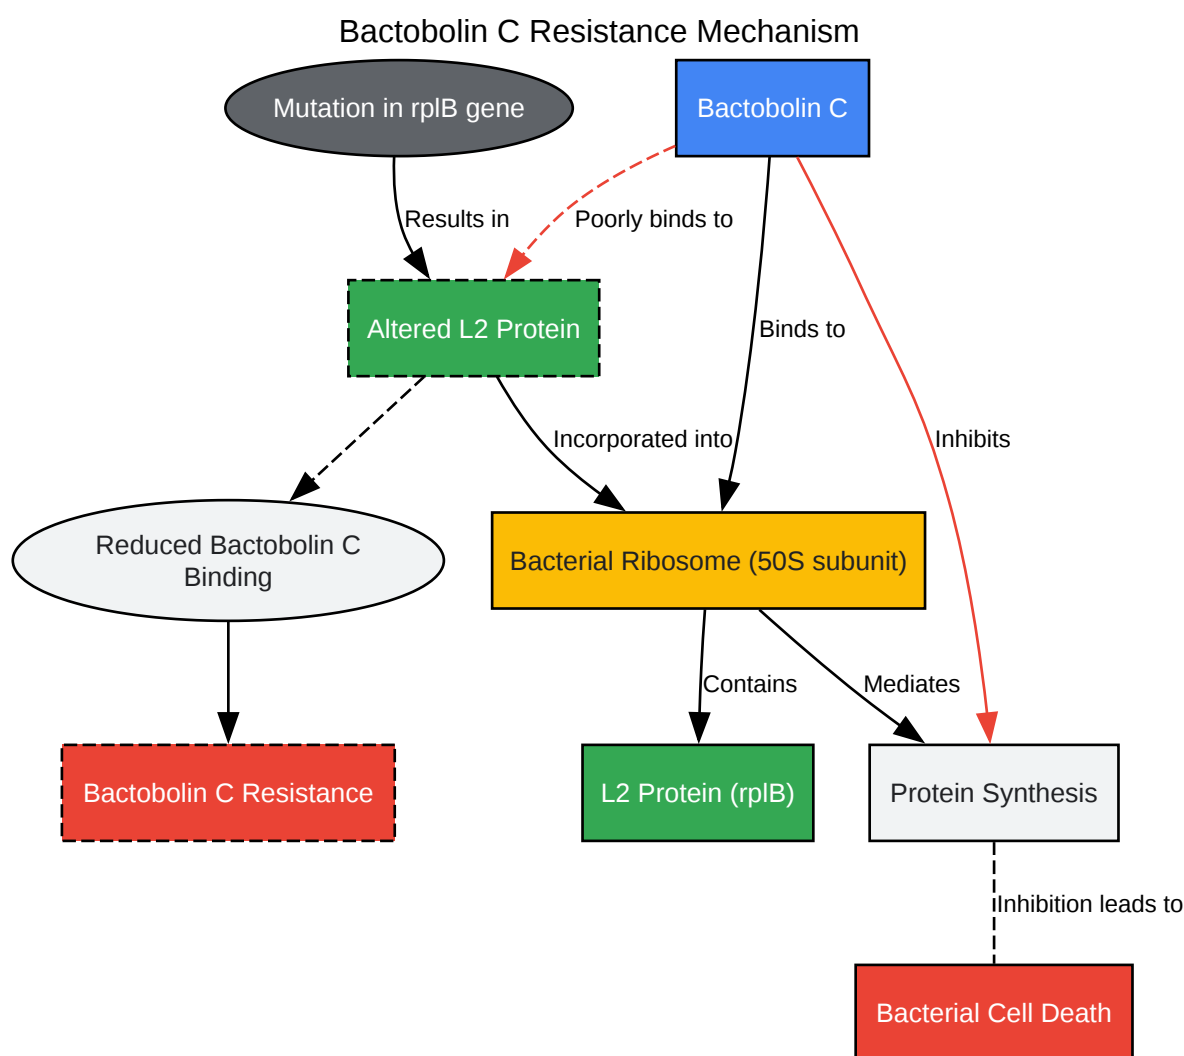 Bactobolin C Resistance Mechanism
Mutation in rplB gene
Bactobolin C
Results in
Poorly binds to
Altered L2 Protein
Binds to
Incorporated into
Inhibits
Reduced Bactobolin C
Binding
Bacterial Ribosome (50S subunit)
Contains
Mediates
Bactobolin C Resistance
L2 Protein (rplB)
Protein Synthesis
Inhibition leads to
Bacterial Cell Death